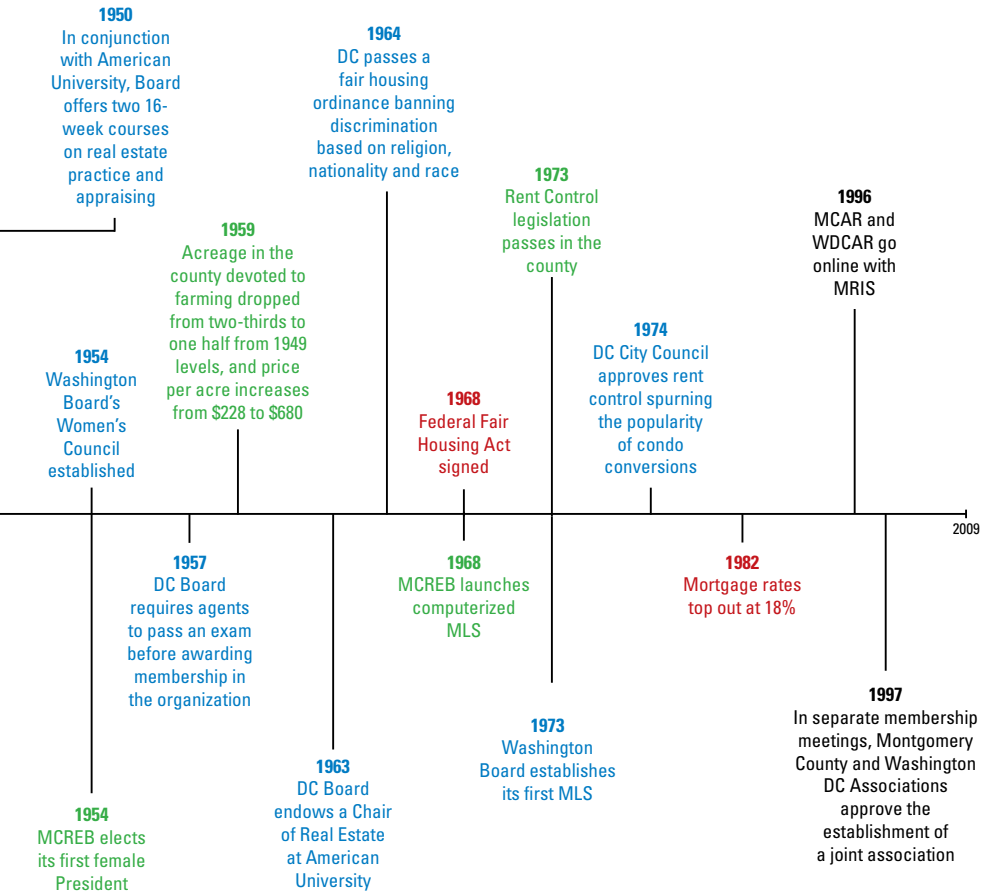 1950
In conjunction
with American
University, Board
offers two 16-
week courses
on real estate
practice and
appraising
1954
Washington
Board's
Women's
Council
established
1959
Acreage in the
county devoted to
farming dropped
from two-thirds to
one half from 1949
levels, and price
per acre increases
from $228 to $680
1964
DC passes a
fair housing
ordinance banning
discrimination
based on religion,
nationality and race
1968
Federal Fair
Housing Act
signed
1973
Rent Control
legislation
passes in the
county
1974
DC City Council
approves rent
control spurning
the popularity
of condo
conversions
1996
MCAR and
WDCAR go
online with
MRIS
2009
1954
MCREB elects
its first female
President
1957
DC Board
requires agents
to pass an exam
before awarding
membership in
the organization
1963
DC Board
endows a Chair
of Real Estate
at American
University
1968
MCREB launches
computerized
MLS
1973
Washington
Board establishes
its first MLS
1982
Mortgage rates
top out at 18%
1997
In separate membership
meetings, Montgomery
County and Washington
DC Associations
approve the
establishment of
a joint association